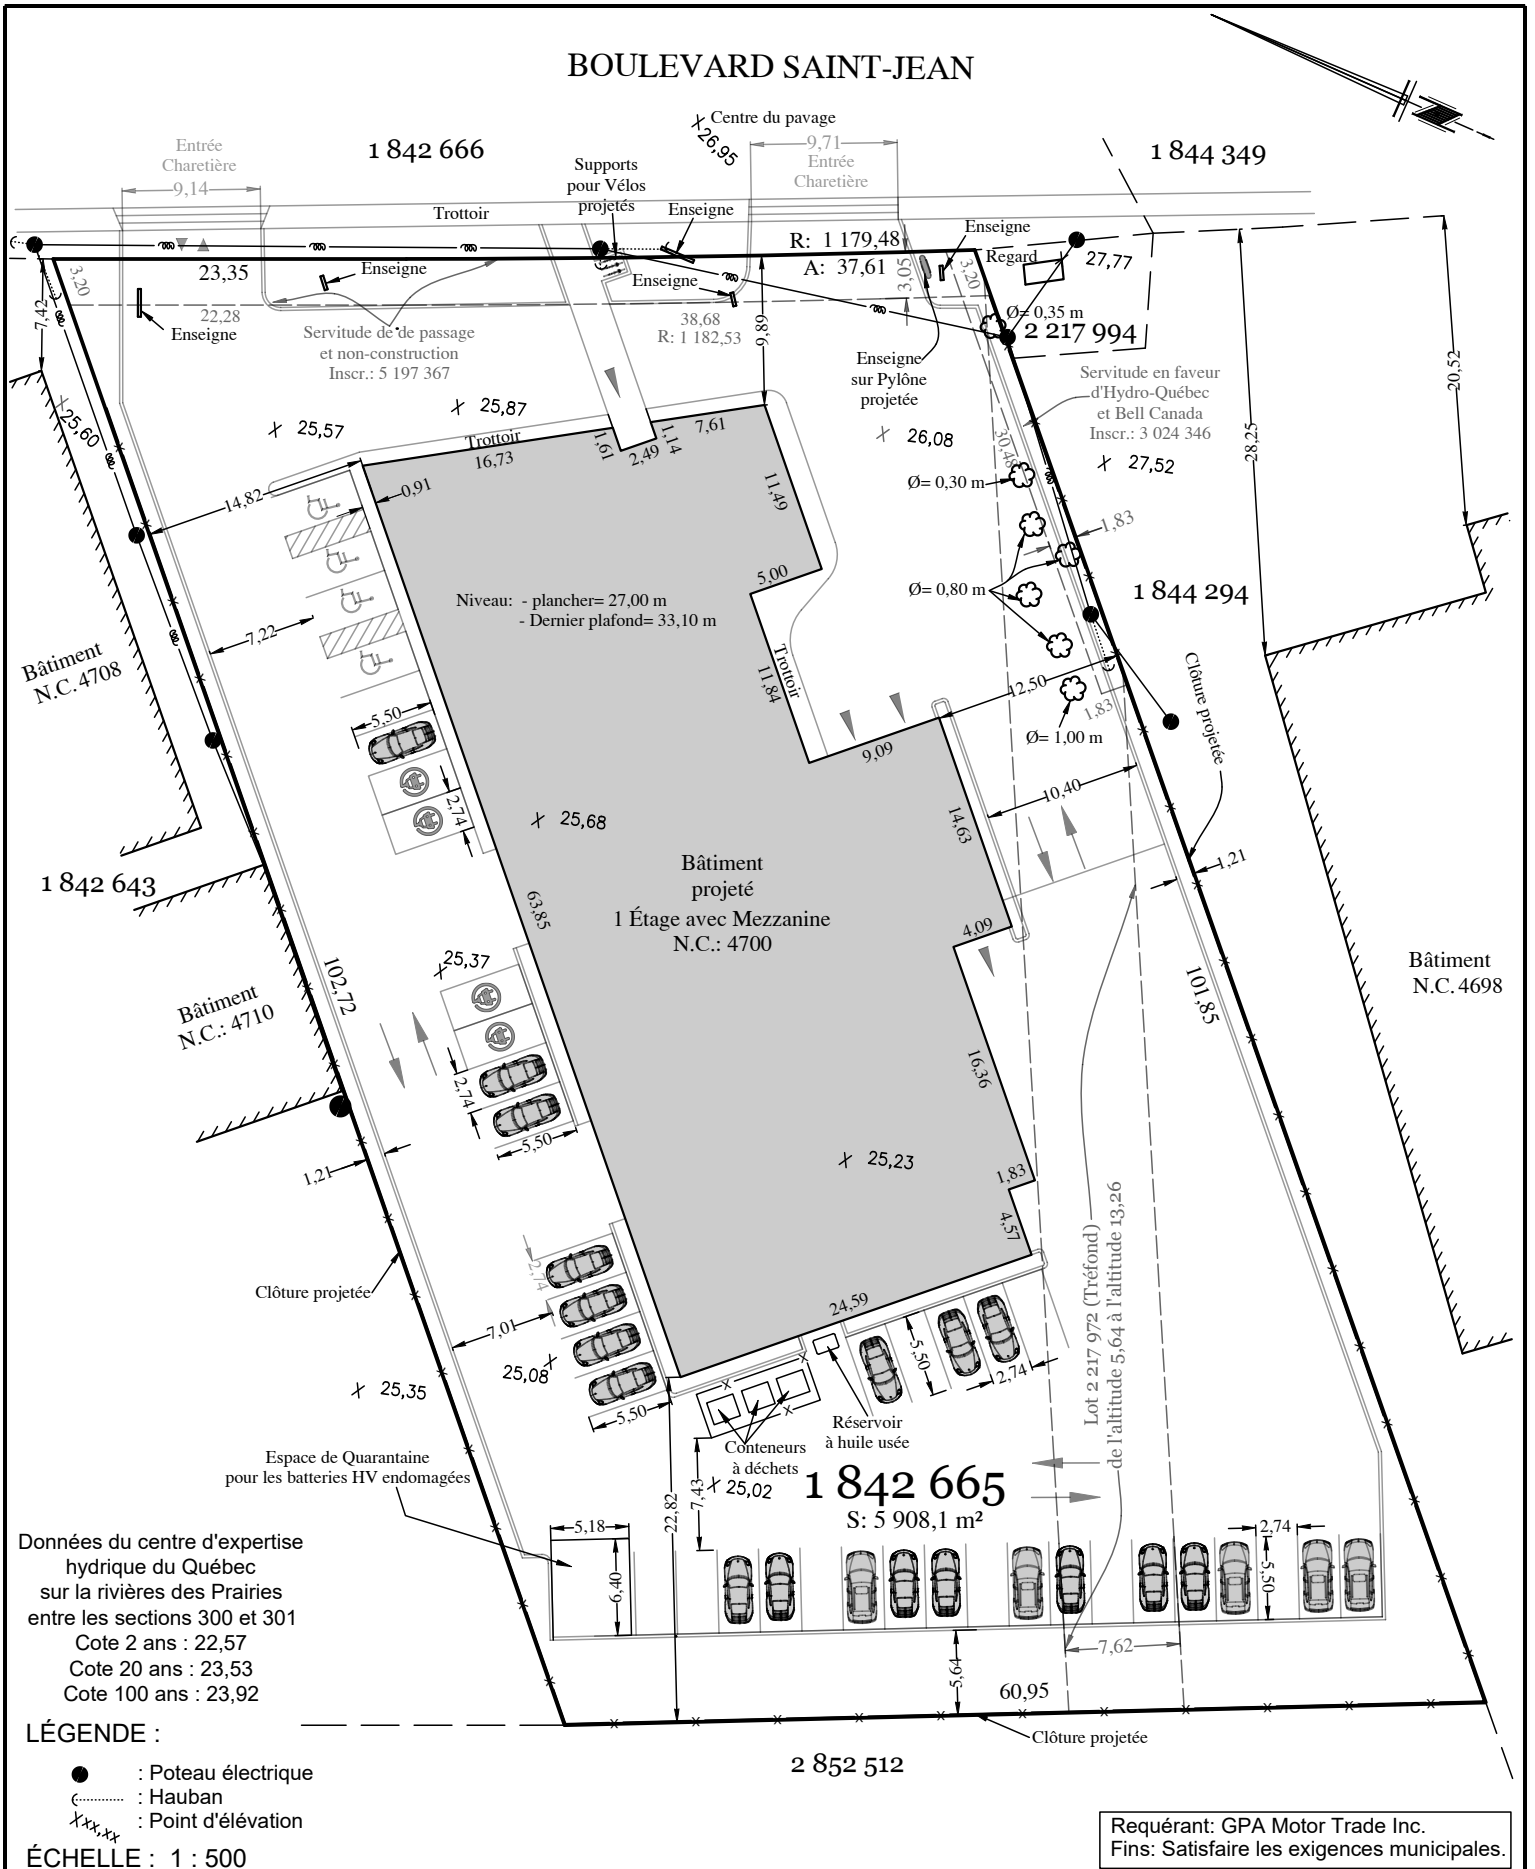 BOULEVARD SAINT-JEAN
Centre du pavage
26,95
1 842 666
1 844 349
Entrée
Charetière
9,14
9,71
Entrée
Charetière
Supports
pour Vélos
projetés
Trottoir
Enseigne
Enseigne
R: 1 179,48
A: 37,61
3,05
3,20
Regard
27,77
3,20
7,42
23,35
Enseigne
Enseigne
22,28
Enseigne
Servitude de de passage
et non-construction
Inscr.: 5 197 367
38,68
R: 1 182,53
9,89
Ø= 0,35 m
2 217 994
Enseigne
sur Pylône
projetée
Servitude en faveur
d'Hydro-Québec
et Bell Canada
Inscr.: 3 024 346
20,52
28,25
25,60
25,57
25,87
26,08
27,52
30,48
Trottoir
16,73
1,61
2,49
1,14
7,61
11,49
14,82
0,91
Ø= 0,30 m
1,83
5,00
Ø= 0,80 m
1 844 294
Niveau: - plancher= 27,00 m
- Dernier plafond= 33,10 m
7,22
Bâtiment
N.C. 4708
Trottoir
11,84
12,50
1,83
Clôture projetée
5,50
9,09
Ø= 1,00 m
2,74
10,40
14,63
25,68
Bâtiment
projeté
1 Étage avec Mezzanine
N.C.: 4700
1,21
1 842 643
63,85
4,09
25,37
102,72
Bâtiment
N.C.: 4710
101,85
Bâtiment
N.C. 4698
2,74
16,36
5,50
25,23
1,21
1,83
4,57
Lot 2 217 972 (Tréfond)
de l'altitude 5,64 à l'altitude 13,26
2,74
Clôture projetée
7,01
24,59
25,08
25,35
5,50
5,50
2,74
Réservoir
à huile usée
Conteneurs
à déchets
Espace de Quarantaine
pour les batteries HV endomagées
7,43
22,82
25,02
1 842 665
S: 5 908,1 m²
5,18
6,40
2,74
5,50
7,62
5,64
60,95
Clôture projetée
2 852 512
Données du centre d'expertise
hydrique du Québec
sur la rivières des Prairies
entre les sections 300 et 301
Cote 2 ans : 22,57
Cote 20 ans : 23,53
Cote 100 ans : 23,92
LÉGENDE :
: Poteau électrique
: Hauban
Xxx,xx : Point d'élévation
ÉCHELLE : 1 : 500
Requérant: GPA Motor Trade Inc.
Fins: Satisfaire les exigences municipales.